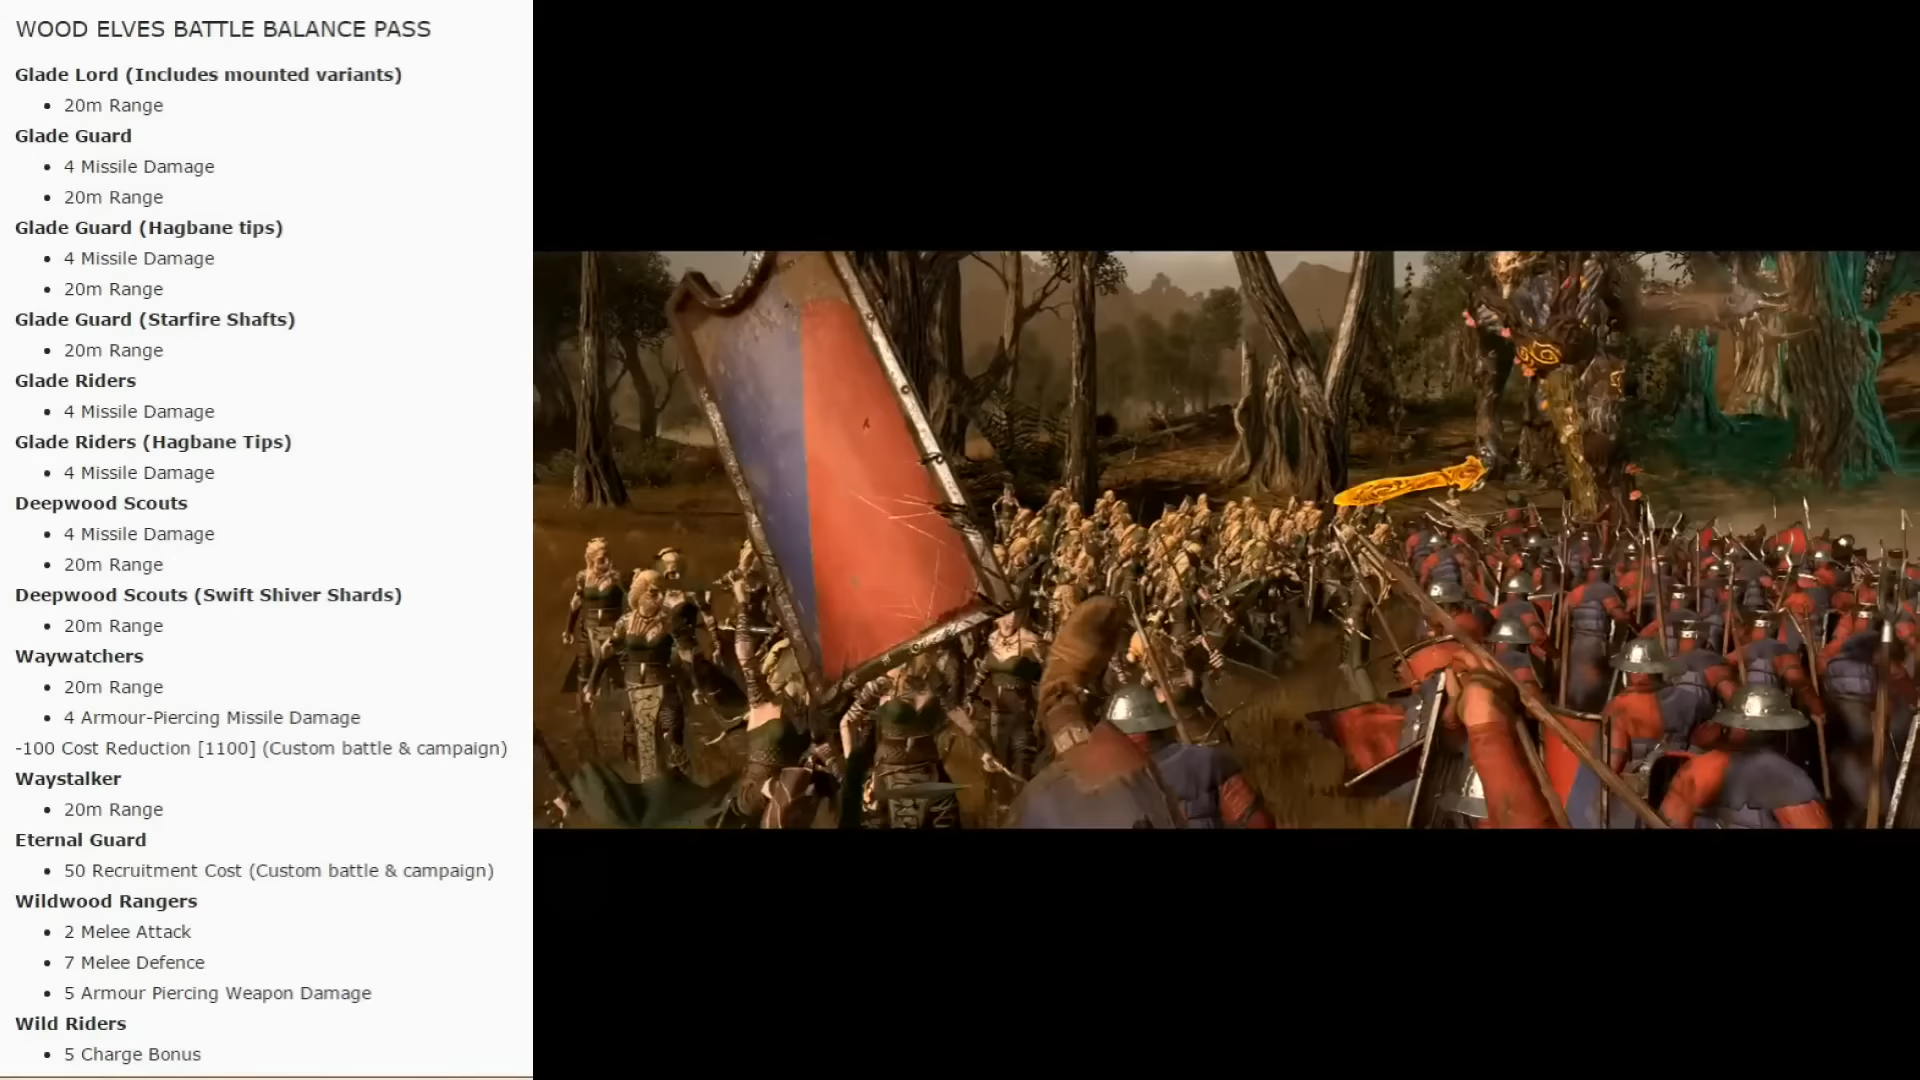 WOOD ELVES BATTLE BALANCE PASS
Glade Lord (Includes mounted variants)
• 20m Range
Glade Guard
• 4 Missile Damage
• 20m Range
Glade Guard (Hagbane tips)
• 4 Missile Damage
• 20m Range
Glade Guard (Starfire Shafts)
• 20m Range
Glade Riders
• 4 Missile Damage
Glade Riders (Hagbane Tips)
• 4 Missile Damage
Deepwood Scouts
• 4 Missile Damage
• 20m Range
Deepwood Scouts (Swift Shiver Shards)
• 20m Range
Waywatchers
• 20m Range
• 4 Armour-Piercing Missile Damage
-100 Cost Reduction [1100] (Custom battle & campaign)
Waystalker
• 20m Range
Eternal Guard
• 50 Recruitment Cost (Custom battle & campaign)
Wildwood Rangers
• 2 Melee Attack
• 7 Melee Defence
• 5 Armour Piercing Weapon Damage
Wild Riders
• 5 Charge Bonus